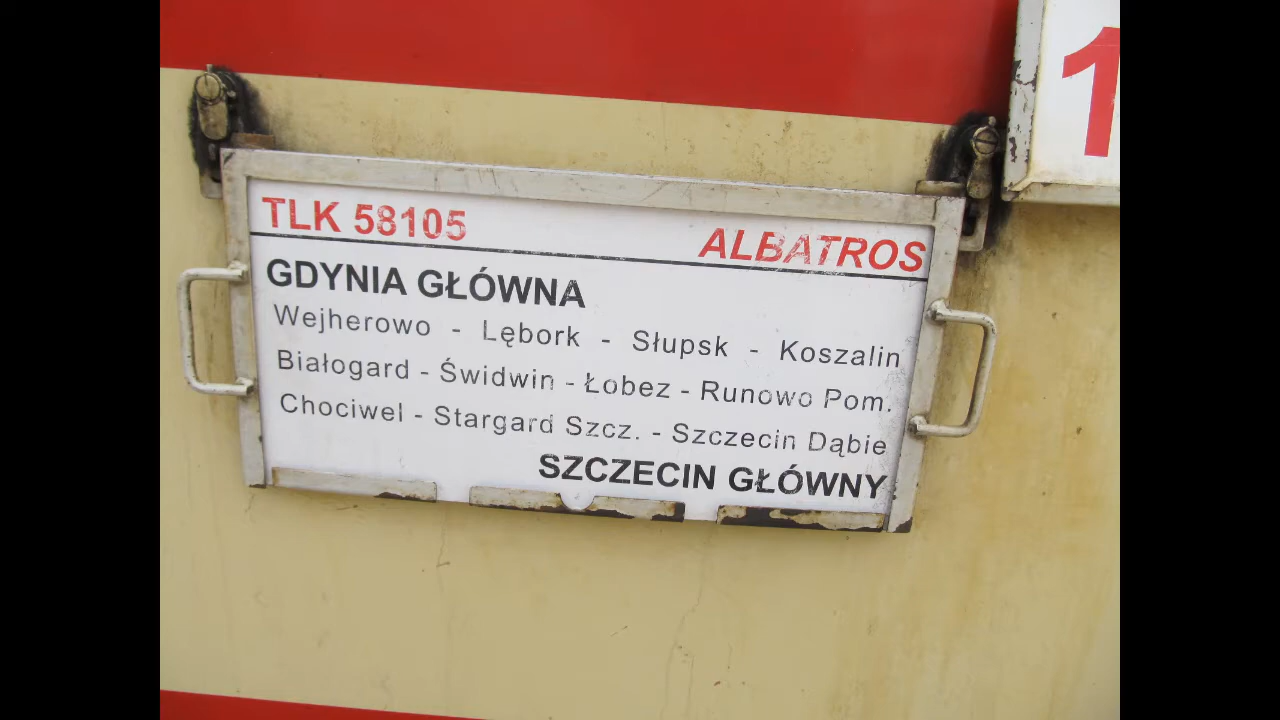 1
TLK 58105 ALBATROS
GDYNIA GŁÓWNA
Wejherowo - Lębork - Słupsk - Koszalin
Białogard - Świdwin - Łobez - Runowo Pom.
Chociwel - Stargard Szcz. - Szczecin Dąbie
SZCZECIN GŁÓWNY